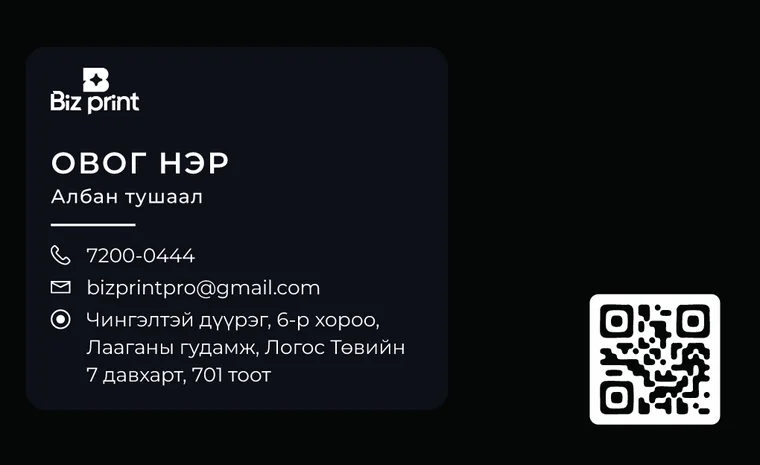 Biz print
ОВОГ НЭР
Албан тушаал
7200-0444
bizprintpro@gmail.com
Чингэлтэй дүүрэг, 6-р хороо,
Лааганы гудамж, Логос Төвийн
7 давхарт, 701 тоот